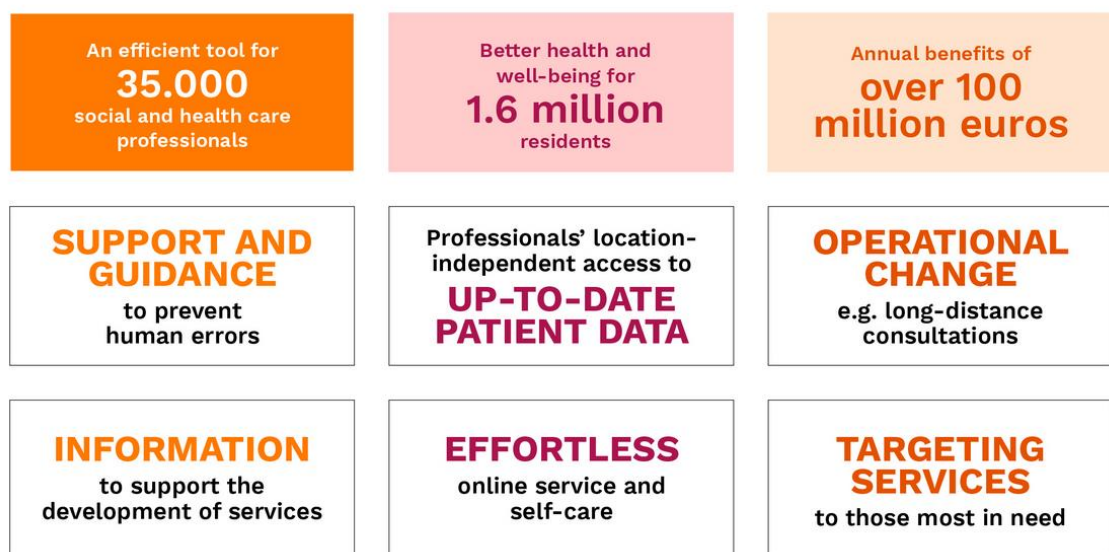 An efficient tool for
35.000
social and health care
professionals
Better health and
well-being for
1.6 million
residents
Annual benefits of
over 100
million euros
SUPPORT AND
GUIDANCE
to prevent
human errors
Professionals’ location-
independent access to
UP-TO-DATE
PATIENT DATA
OPERATIONAL
CHANGE
e.g. long-distance
consultations
INFORMATION
to support the
development of services
EFFORTLESS
online service and
self-care
TARGETING
SERVICES
to those most in need